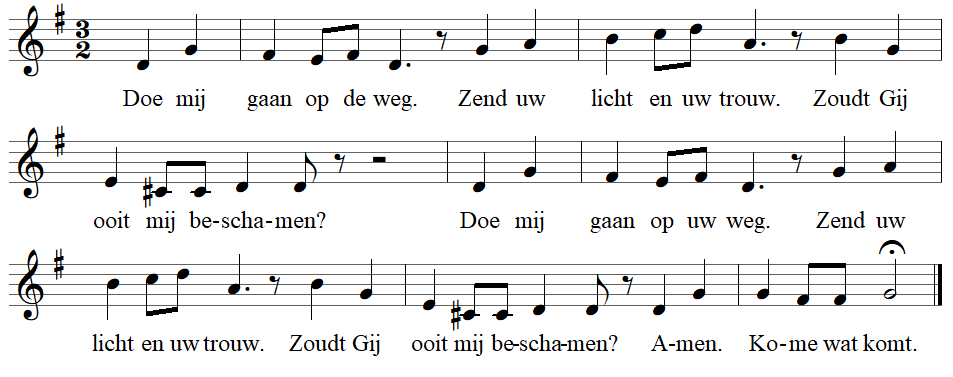 3
2
Doe mij gaan op de weg. Zend uw licht en uw trouw. Zoudt Gij
ooit mij be-scha-men? Doe mij gaan op uw weg. Zend uw
licht en uw trouw. Zoudt Gij ooit mij be-scha-men? A-men. Ko-me wat komt.